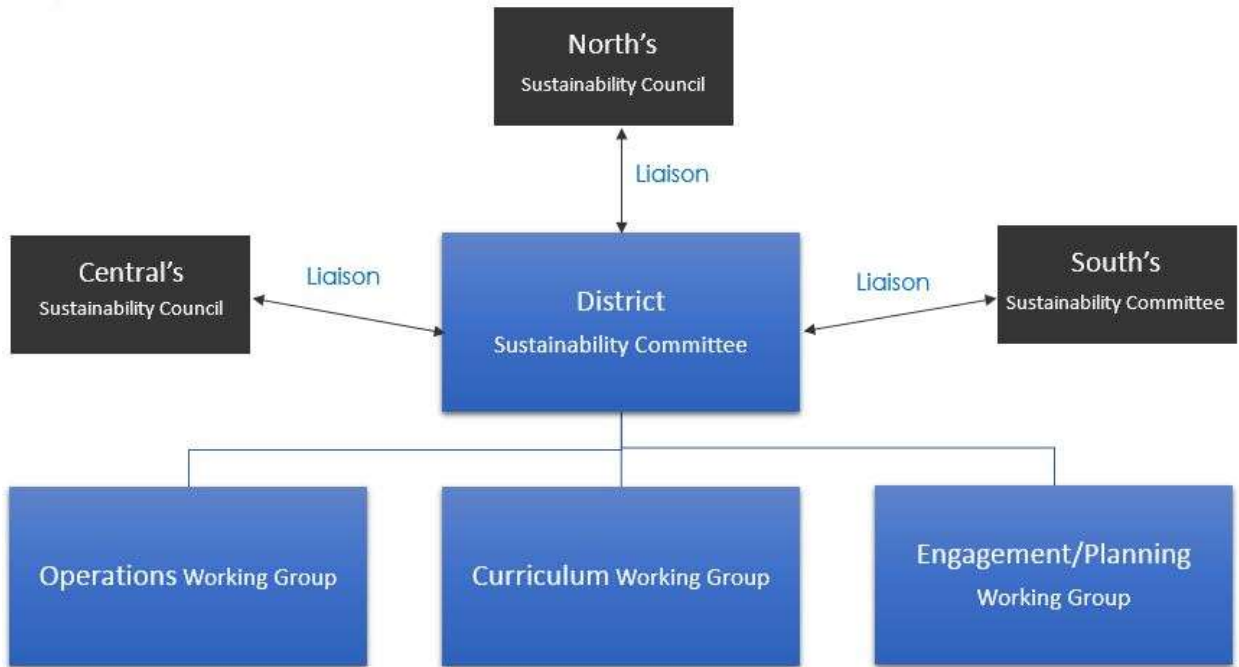 North's
Sustainability Council
Liaison
Central's
Sustainability Council
Liaison
District
Sustainability Committee
Liaison
South's
Sustainability Committee
Operations Working Group
Curriculum Working Group
Engagement/Planning
Working Group